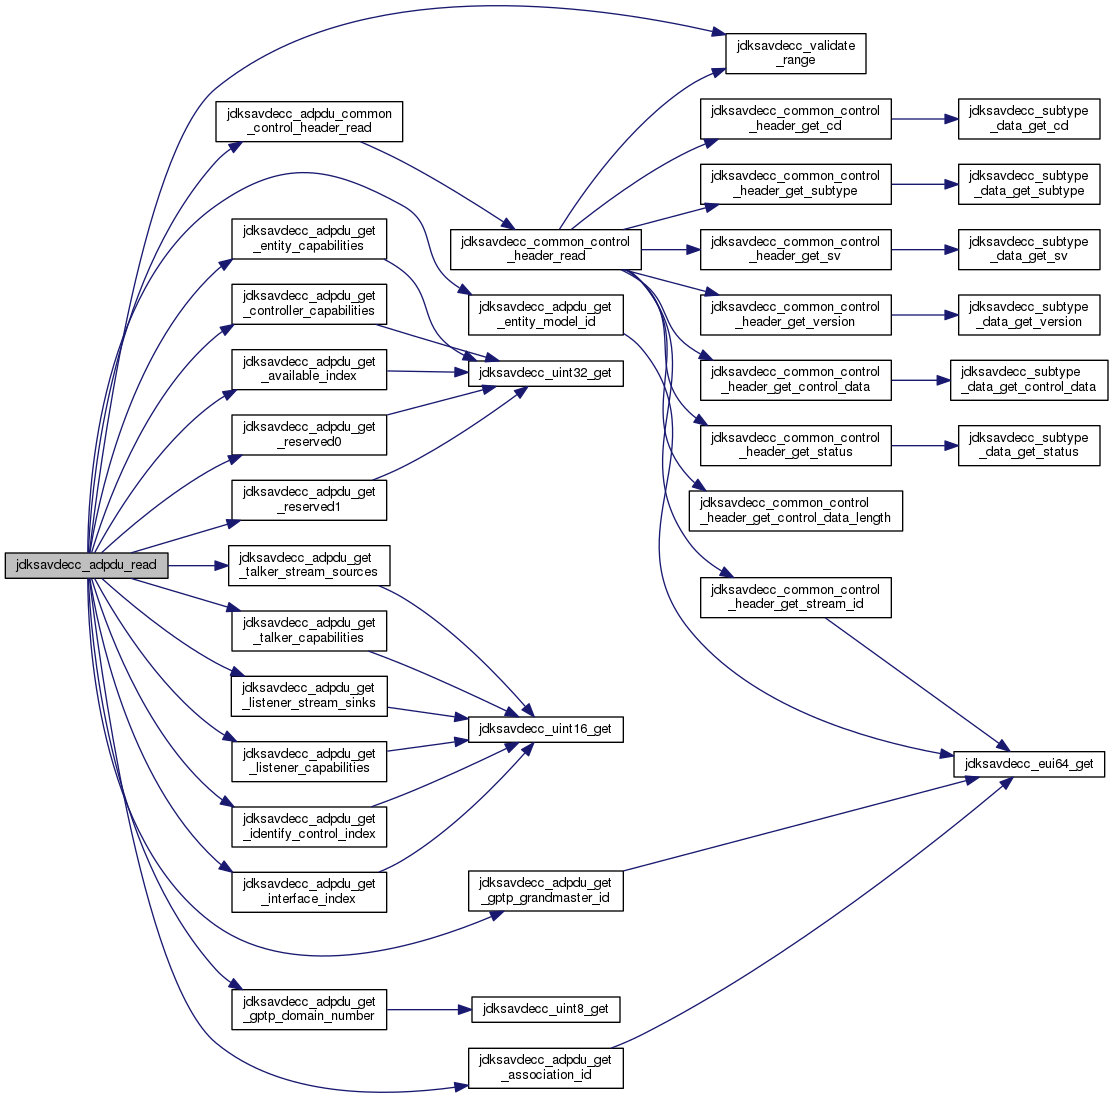 jdksavdecc_adpdu_read
jdksavdecc_adpdu_common
_control_header_read
jdksavdecc_adpdu_get
_entity_capabilities
jdksavdecc_adpdu_get
_controller_capabilities
jdksavdecc_adpdu_get
_available_index
jdksavdecc_adpdu_get
_reserved0
jdksavdecc_adpdu_get
_reserved1
jdksavdecc_adpdu_get
_talker_stream_sources
jdksavdecc_adpdu_get
_talker_capabilities
jdksavdecc_adpdu_get
_listener_stream_sinks
jdksavdecc_adpdu_get
_listener_capabilities
jdksavdecc_adpdu_get
_identify_control_index
jdksavdecc_adpdu_get
_interface_index
jdksavdecc_adpdu_get
_gptp_domain_number
jdksavdecc_common_control
_header_read
jdksavdecc_adpdu_get
_entity_model_id
jdksavdecc_uint32_get
jdksavdecc_uint16_get
jdksavdecc_adpdu_get
_gptp_grandmaster_id
jdksavdecc_uint8_get
jdksavdecc_adpdu_get
_association_id
jdksavdecc_validate
_range
jdksavdecc_common_control
_header_get_cd
jdksavdecc_common_control
_header_get_subtype
jdksavdecc_common_control
_header_get_sv
jdksavdecc_common_control
_header_get_version
jdksavdecc_common_control
_header_get_control_data
jdksavdecc_common_control
_header_get_status
jdksavdecc_common_control
_header_get_control_data_length
jdksavdecc_common_control
_header_get_stream_id
jdksavdecc_subtype
_data_get_cd
jdksavdecc_subtype
_data_get_subtype
jdksavdecc_subtype
_data_get_sv
jdksavdecc_subtype
_data_get_version
jdksavdecc_subtype
_data_get_control_data
jdksavdecc_subtype
_data_get_status
jdksavdecc_eui64_get